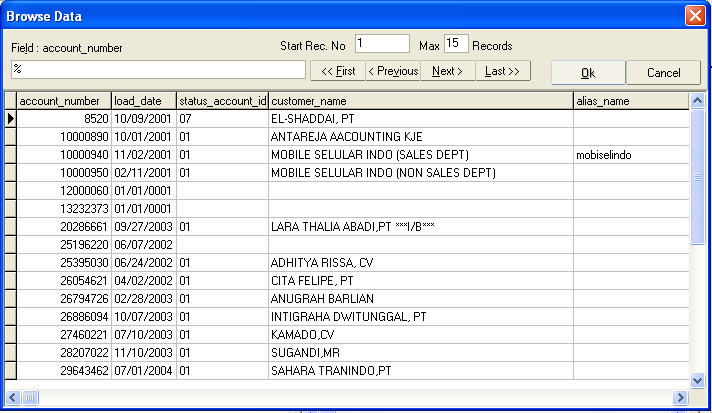 Browse Data
Field : account_number Start Rec. No 1 Max 15 Records
% << First < Previous Next > Last >> Ok Cancel
account_number load_date status_account_id customer_name alias_name
8520 10/09/2001 07 EL-SHADDAI, PT
10000890 10/01/2001 01 ANTAREJA AACOUNTING KJE
10000940 11/02/2001 01 MOBILE SELULAR INDO (SALES DEPT) mobiselindo
10000950 02/11/2001 01 MOBILE SELULAR INDO (NON SALES DEPT)
12000060 01/01/0001
13232373 01/01/0001
20286661 09/27/2003 01 LARA THALIA ABADI,PT ***I/B***
25196220 06/07/2002
25395030 06/24/2002 01 ADHITYA RISSA, CV
26054621 04/02/2002 01 CITA FELIPE, PT
26794726 02/28/2003 01 ANUGRAH BARLIAN
26886094 10/07/2003 01 INTIGRAHA DWITUNGGAL, PT
27460221 07/10/2003 01 KAMADO,CV
28207022 11/10/2003 01 SUGANDI,MR
29643462 07/01/2004 01 SAHARA TRANINDO,PT